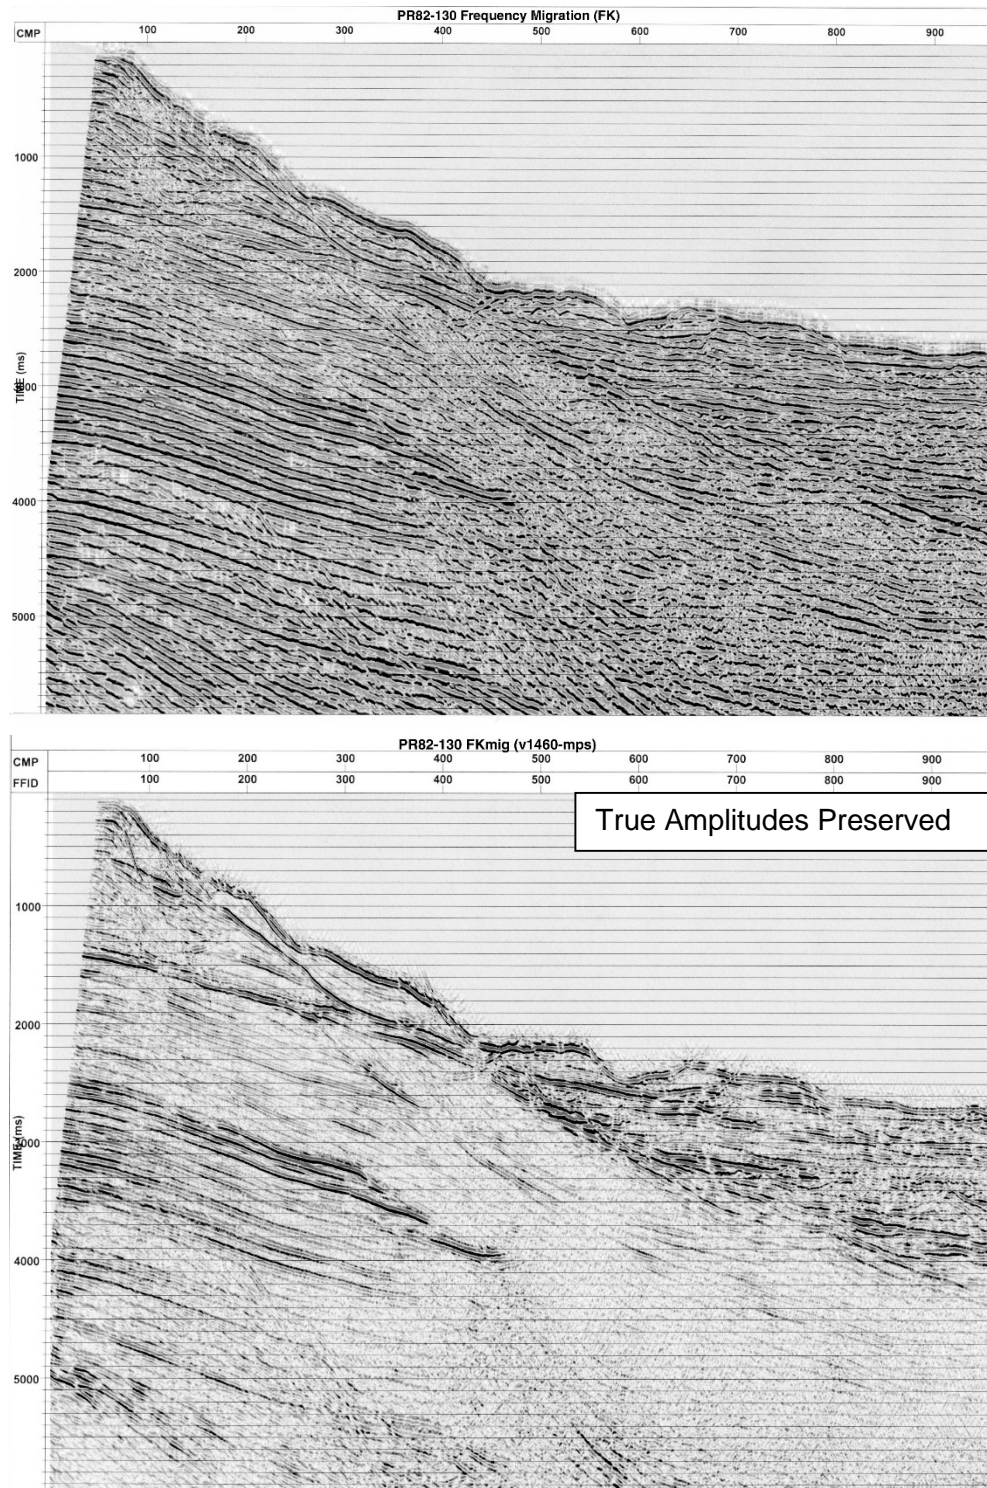 PR82-130 Frequency Migration (FK)
CMP 100 200 300 400 500 600 700 800 900
1000
2000
TIME (ms)
3000
4000
5000
PR82-130 FKmig (v1460-mps)
CMP 100 200 300 400 500 600 700 800 900
FFID 100 200 300 400 500 600 700 800 900
True Amplitudes Preserved
1000
2000
TIME (ms)
3000
4000
5000